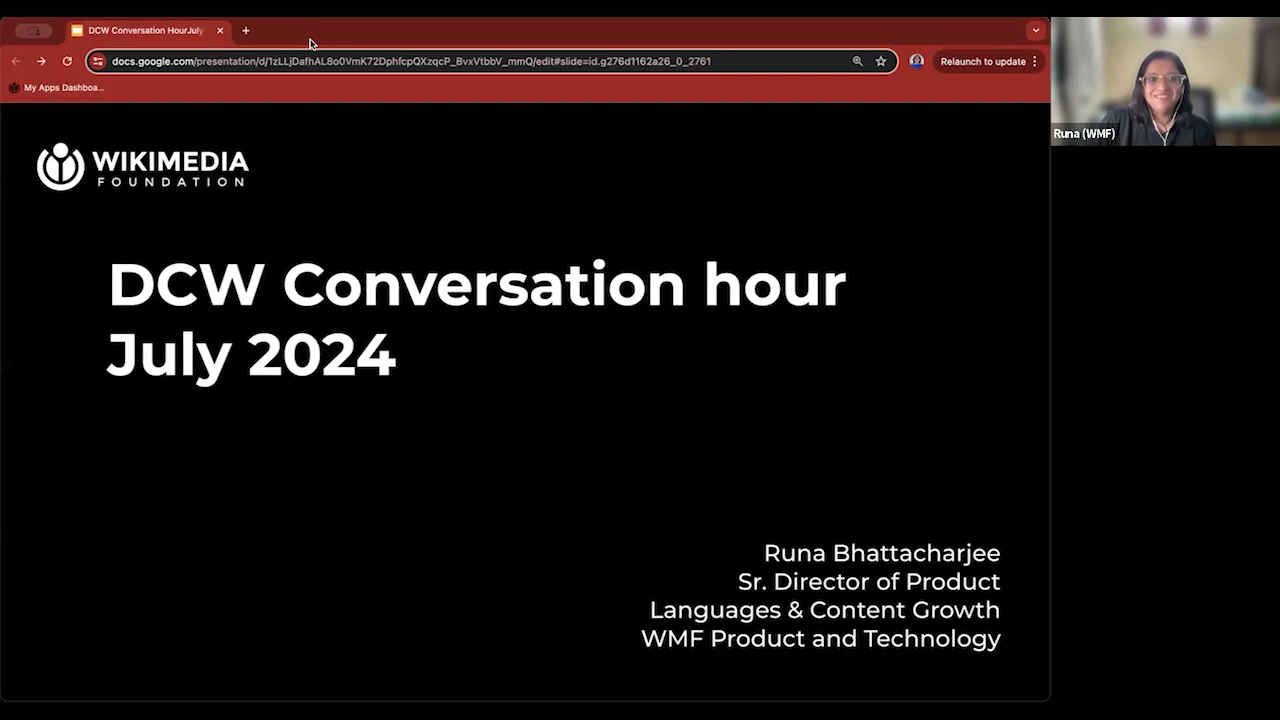 DCW Conversation HourJuly
docs.google.com/presentation/d/1zLLjDafhAL8o0VmK72DphfcpQXzqcP_BvxVtbbV_mmQ/edit#slide=id.g276d1162a26_0_2761
Relaunch to update
My Apps Dashboa...
Runa (WMF)
WIKIMEDIA
FOUNDATION
DCW Conversation hour
July 2024
Runa Bhattacharjee
Sr. Director of Product
Languages & Content Growth
WMF Product and Technology